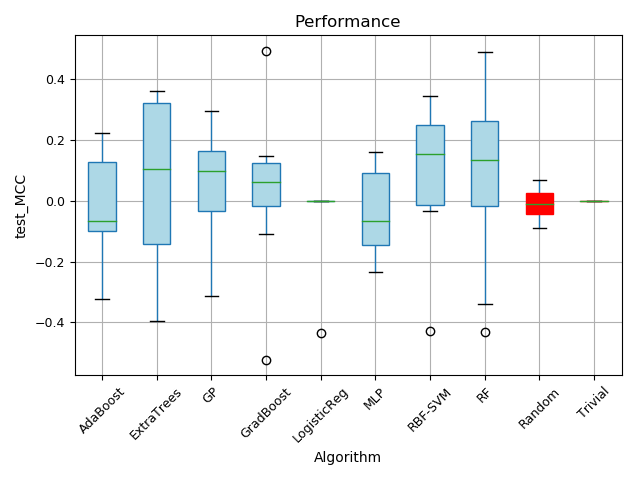 Performance
test_MCC
0.4
0.2
0.0
−0.2
−0.4
AdaBoost
ExtraTrees
GP
GradBoost
LogisticReg
MLP
RBF-SVM
RF
Random
Trivial
Algorithm